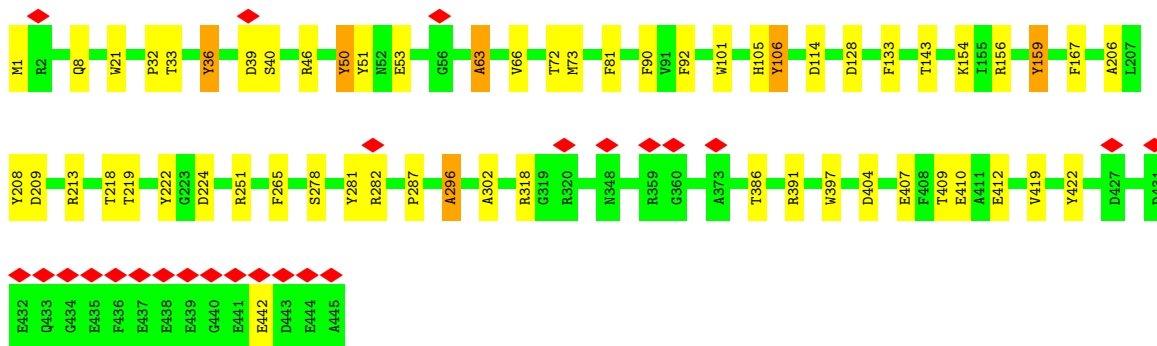 M1 R2 Q8 W21 P32 T33 Y36 D39 S40 R46 Y50 Y51 N52 E53 G56 A63 V66 T72 M73 F81 F90 V91 F92 W101 H105 Y106 D114 D128 F133 T143 K154 I155 R156 Y159 F167 A206 L207
Y208 D209 R213 T218 T219 Y222 G223 D224 R251 F265 S278 Y281 R282 P287 A296 A302 R318 G319 R320 N348 R359 G360 A373 T386 R391 W397 D404 E407 F408 T409 E410 A411 E412 V419 Y422 D427 D431
E432 Q433 G434 E435 F436 E437 E438 E439 G440 E441 E442 D443 E444 A445